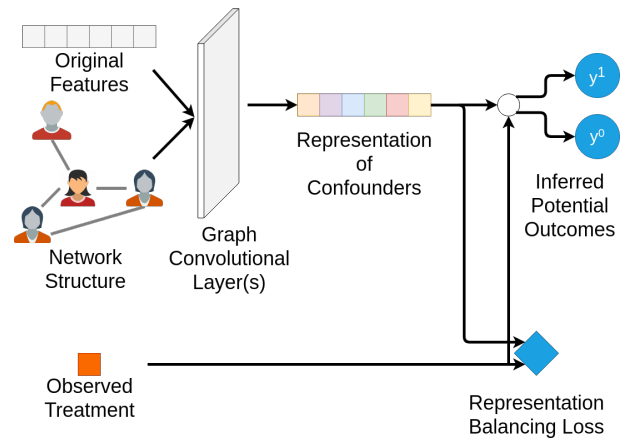 Original
Features
Network
Structure
Graph
Convolutional
Layer(s)
Representation
of
Confounders
y¹
y⁰
Inferred
Potential
Outcomes
Observed
Treatment
Representation
Balancing Loss